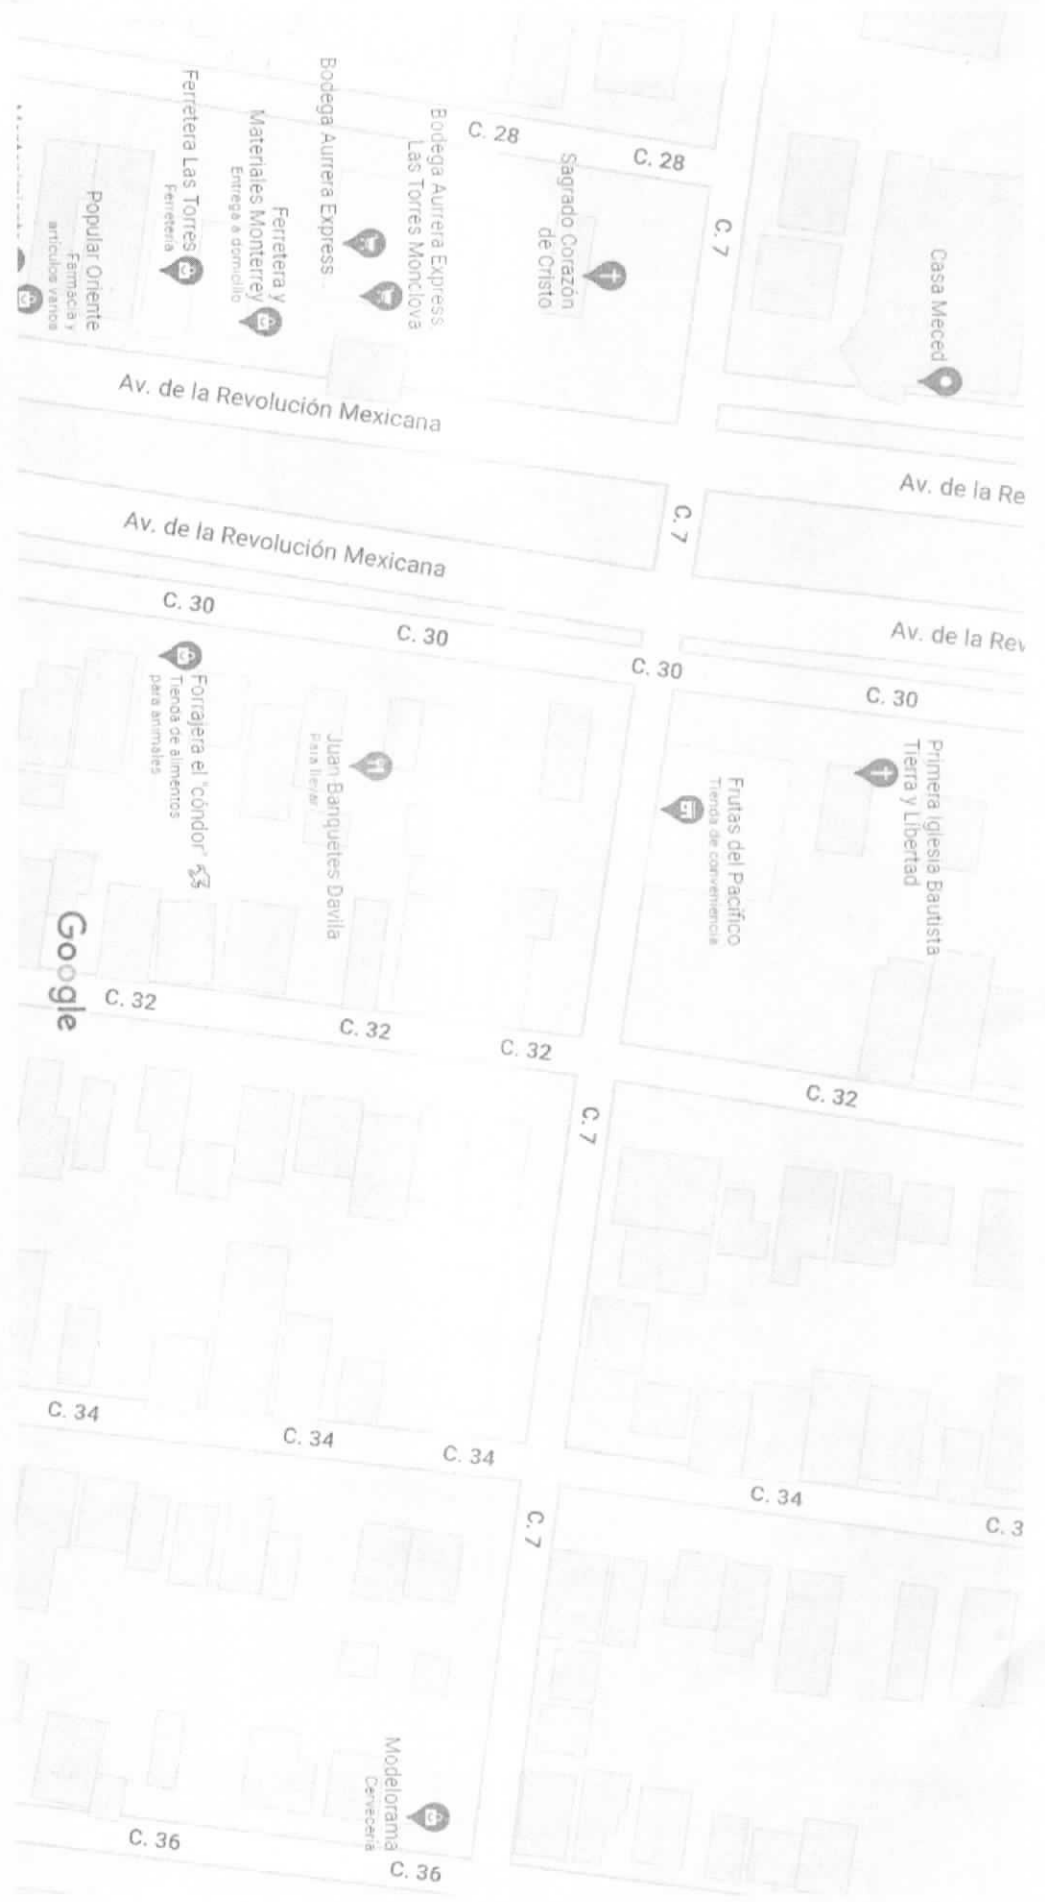 C. 28
C. 28
C. 7
Casa Merced
Sagrado Corazón
de Cristo
Bodega Aurrera Express
Las Torres Monclova
Bodega Aurrera Express
Ferretera y
Materiales Monterrey
Entrega a domicilio
Ferretera Las Torres
Ferretería
Popular Oriente
Farmacia y
artículos varios
Av. de la Revolución Mexicana
Av. de la Re
C. 7
Av. de la Revolución Mexicana
Av. de la Rev
C. 30
C. 30
C. 30
C. 30
Primera Iglesia Bautista
Tierra y Libertad
Frutas del Pacífico
Tienda de conveniencia
Juan Banquetes Davila
Para llevar
Forrajera el "cóndor"
Tienda de alimentos
para animales
Google
C. 32
C. 32
C. 32
C. 32
C. 7
C. 34
C. 34
C. 34
C. 34
C. 3
C. 7
Modelorama
Cervecería
C. 36
C. 36